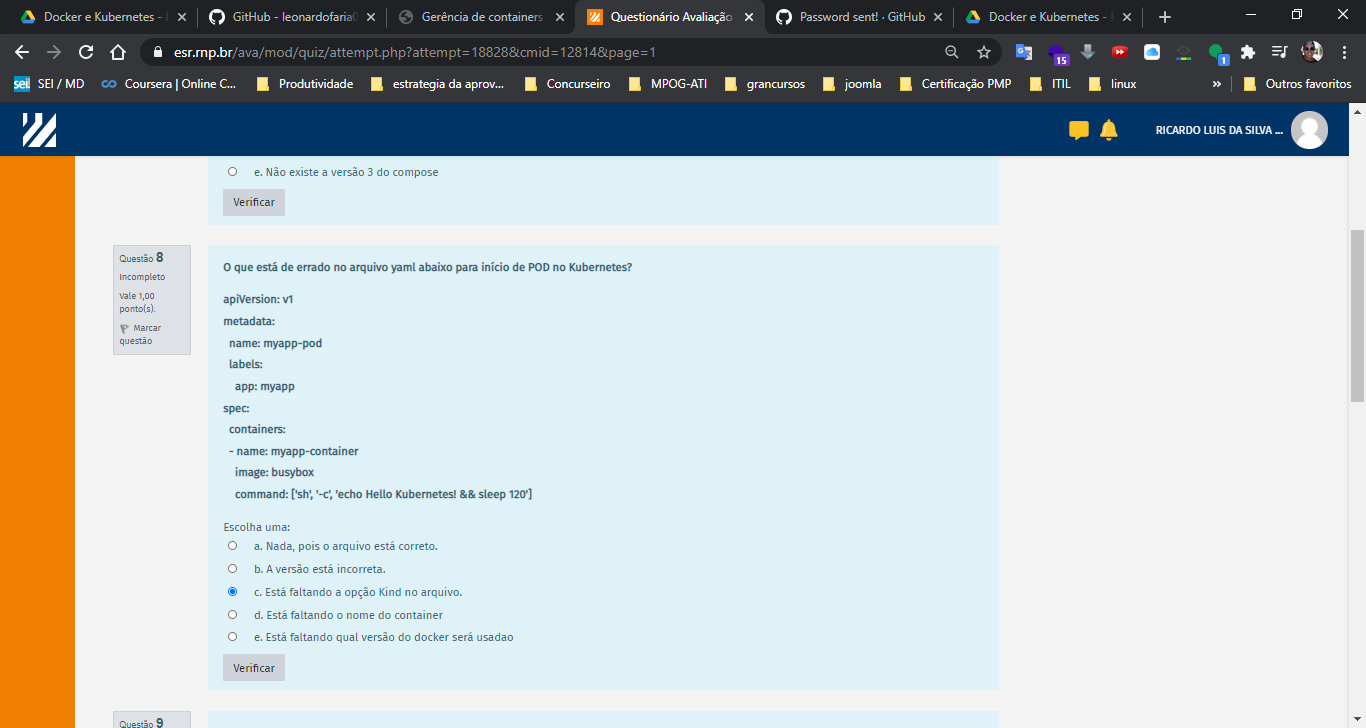 Docker e Kubernetes -
GitHub - leonardofaria
Gerência de containers
Questionário Avaliação
Password sent! · GitHub
Docker e Kubernetes -
esr.rnp.br/ava/mod/quiz/attempt.php?attempt=18828&cmid=12814&page=1
15
1
sei
SEI / MD
Coursera | Online C...
Produtividade
estrategia da aprov...
Concurseiro
MPOG-ATI
grancursos
joomla
Certificação PMP
ITIL
linux
»
Outros favoritos
RICARDO LUIS DA SILVA ...
e. Não existe a versão 3 do compose
Verificar
Questão 8
Incompleto
Vale 1,00
ponto(s).
Marcar
questão
O que está de errado no arquivo yaml abaixo para início de POD no Kubernetes?
apiVersion: v1
metadata:
name: myapp-pod
labels:
app: myapp
spec:
containers:
- name: myapp-container
image: busybox
command: ['sh', '-c', 'echo Hello Kubernetes! && sleep 120']
Escolha uma:
a. Nada, pois o arquivo está correto.
b. A versão está incorreta.
c. Está faltando a opção Kind no arquivo.
d. Está faltando o nome do container
e. Está faltando qual versão do docker será usadao
Verificar
Questão 9